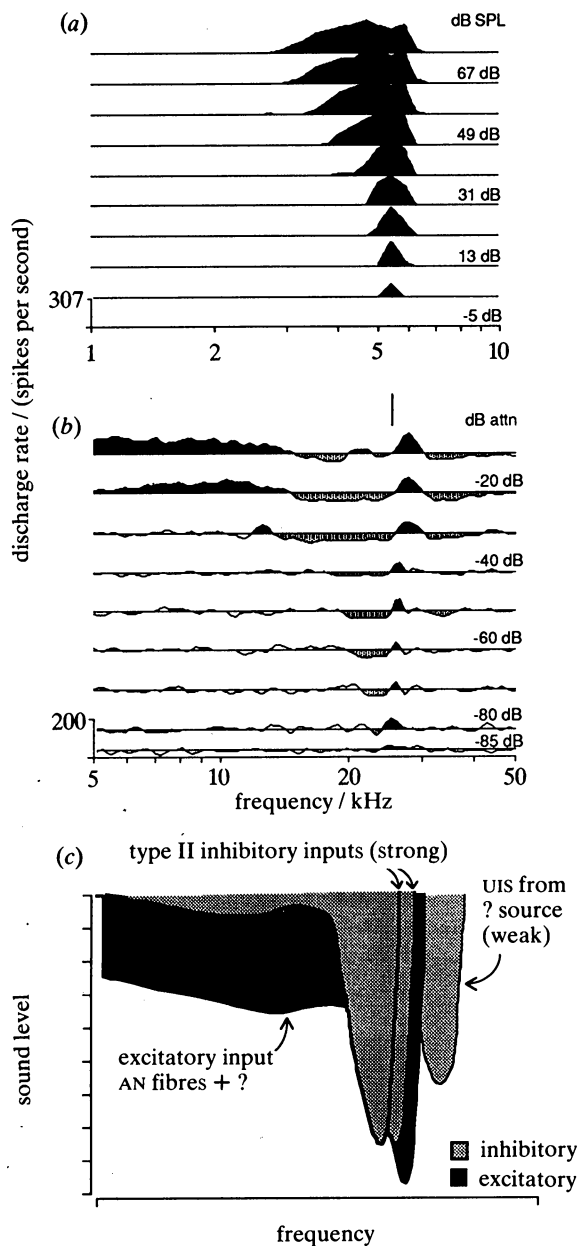 (a)
dB SPL
67 dB
49 dB
31 dB
13 dB
307
-5 dB
1 2 5 10
discharge rate / (spikes per second)
(b)
dB attn
-20 dB
-40 dB
-60 dB
-80 dB
200
-85 dB
5 10 20 50
frequency / kHz
(c)
type II inhibitory inputs (strong)
UIS from
? source
(weak)
sound level
excitatory input
AN fibres + ?
inhibitory
excitatory
frequency